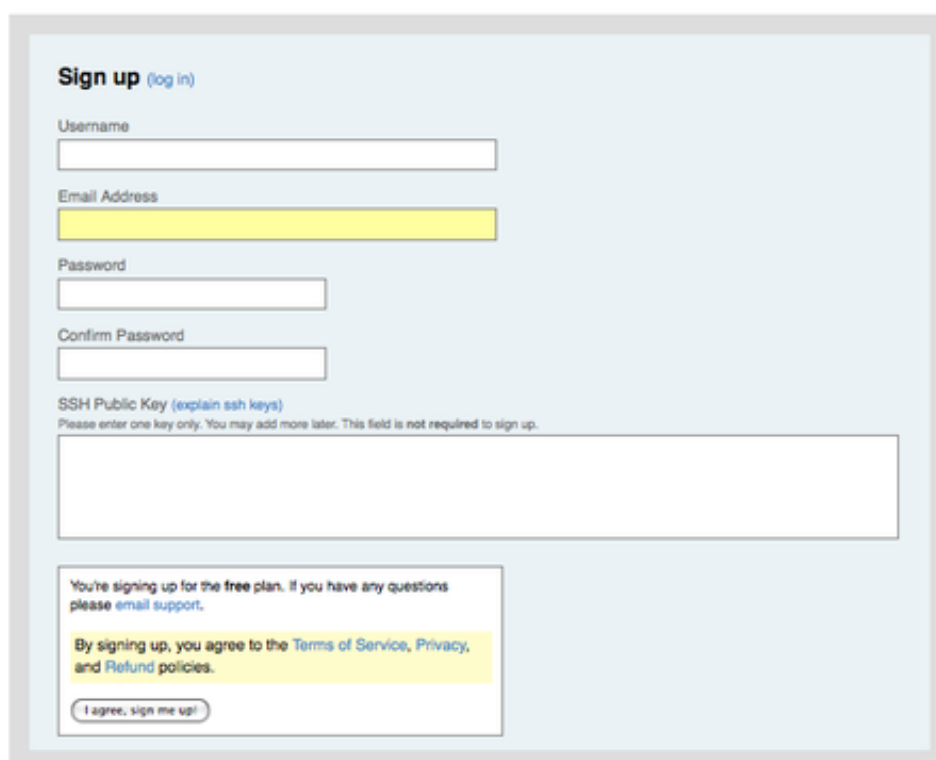 Sign up (log in)
Username
Email Address
Password
Confirm Password
SSH Public Key (explain ssh keys)
Please enter one key only. You may add more later. This field is not required to sign up.
You're signing up for the free plan. If you have any questions
please email support.
By signing up, you agree to the Terms of Service, Privacy,
and Refund policies.
I agree, sign me up!